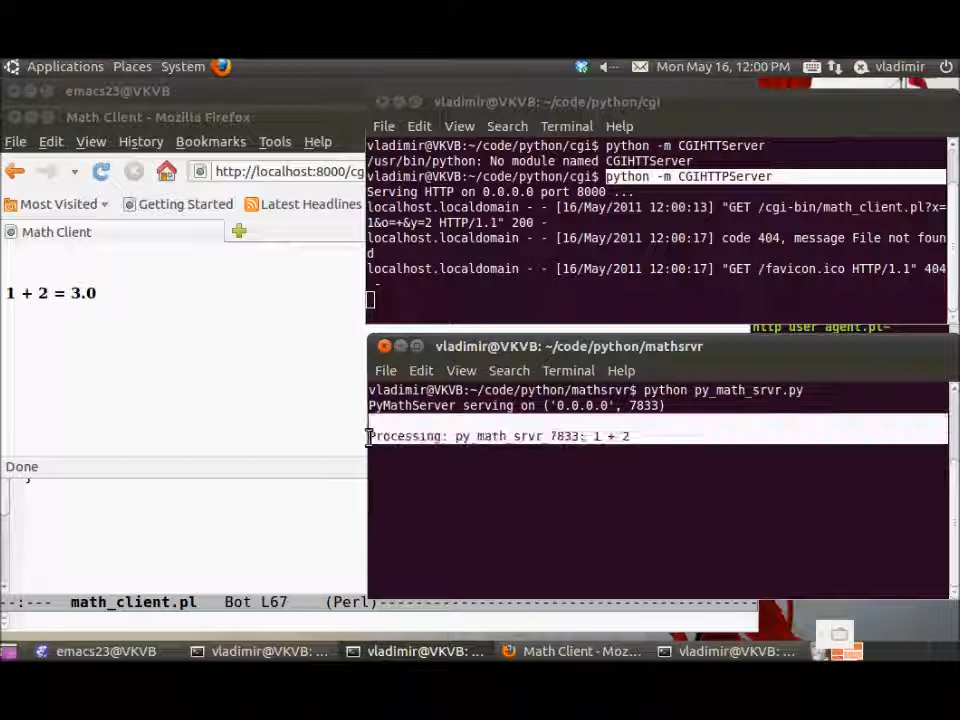 Applications Places System
Mon May 16, 12:00 PM vladimir
emacs23@VKVB
Math Client - Mozilla Firefox
File Edit View History Bookmarks Tools Help
http://localhost:8000/cg
Most Visited Getting Started Latest Headlines
Math Client
1 + 2 = 3.0
Done
}
--:--- math_client.pl Bot L67 (Perl)
vladimir@VKVB: ~/code/python/cgi
File Edit View Search Terminal Help
vladimir@VKVB:~/code/python/cgi$ python -m CGIHTTServer
/usr/bin/python: No module named CGIHTTServer
vladimir@VKVB:~/code/python/cgi$ python -m CGIHTTPServer
Serving HTTP on 0.0.0.0 port 8000 ...
localhost.localdomain - - [16/May/2011 12:00:13] "GET /cgi-bin/math_client.pl?x=
1&o=+&y=2 HTTP/1.1" 200 -
localhost.localdomain - - [16/May/2011 12:00:17] code 404, message File not foun
d
localhost.localdomain - - [16/May/2011 12:00:17] "GET /favicon.ico HTTP/1.1" 404
-
http_user_agent.pl~
vladimir@VKVB: ~/code/python/mathsrvr
File Edit View Search Terminal Help
vladimir@VKVB:~/code/python/mathsrvr$ python py_math_srvr.py
PyMathServer serving on ('0.0.0.0', 7833)
Processing: py_math_srvr_7833: 1 + 2
emacs23@VKVB vladimir@VKVB: ... vladimir@VKVB: ... Math Client - Moz... vladimir@VKVB: ...